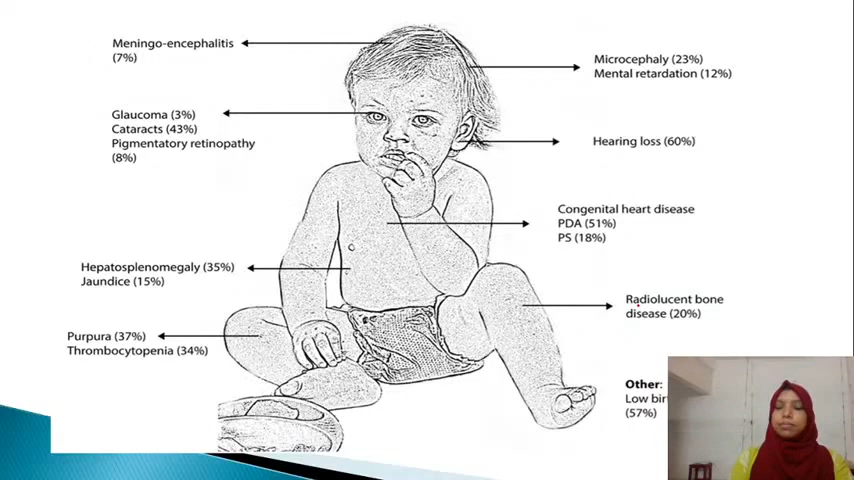 Meningo-encephalitis
(7%)
Microcephaly (23%)
Mental retardation (12%)
Glaucoma (3%)
Cataracts (43%)
Pigmentatory retinopathy
(8%)
Hearing loss (60%)
Congenital heart disease
PDA (51%)
PS (18%)
Hepatosplenomegaly (35%)
Jaundice (15%)
Radiolucent bone
disease (20%)
Purpura (37%)
Thrombocytopenia (34%)
Other:
Low
(57%)